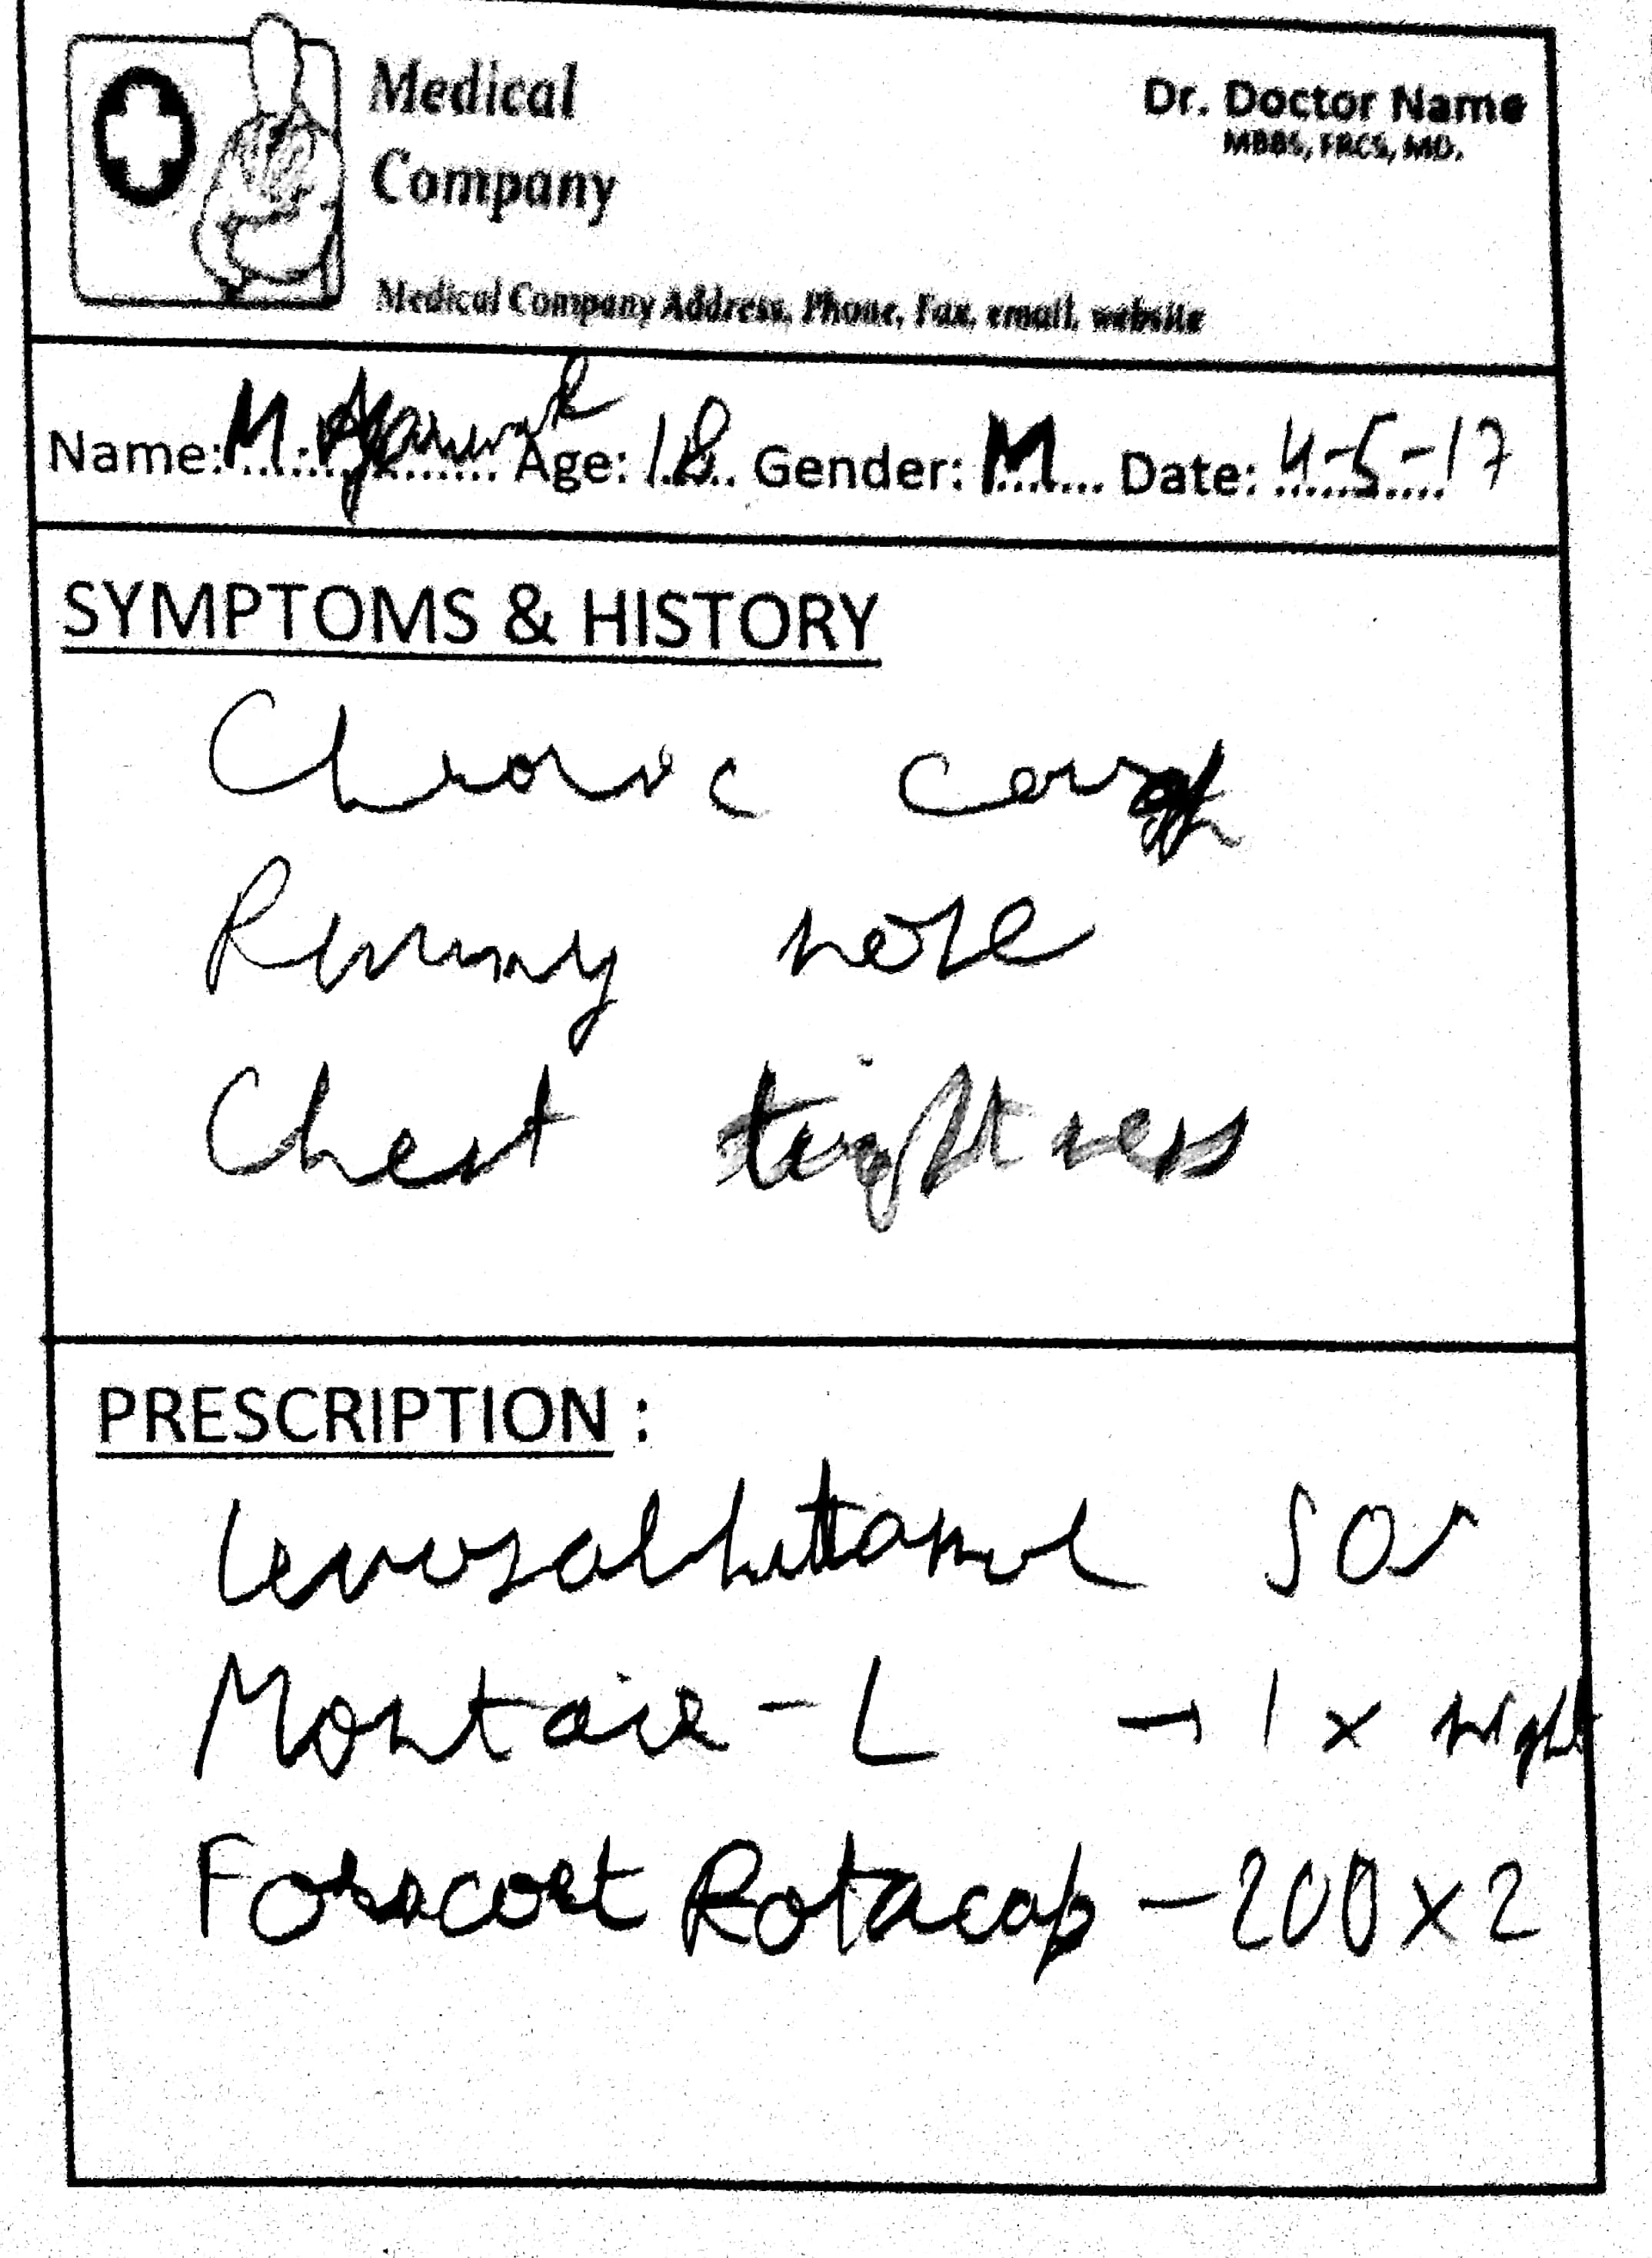 Medical
Company
Dr. Doctor Name
MBBS, FRCS, MD.
Medical Company Address, Phone, Fax, email, website
Name: M. Age: 18 Gender: M Date: 4-5-17
SYMPTOMS & HISTORY
Chronic cough
Runny nose
Chest tightness
PRESCRIPTION :
Levosalbutamol SOS
Montair - L → 1 x night
Foracort Rotacap - 200 x 2